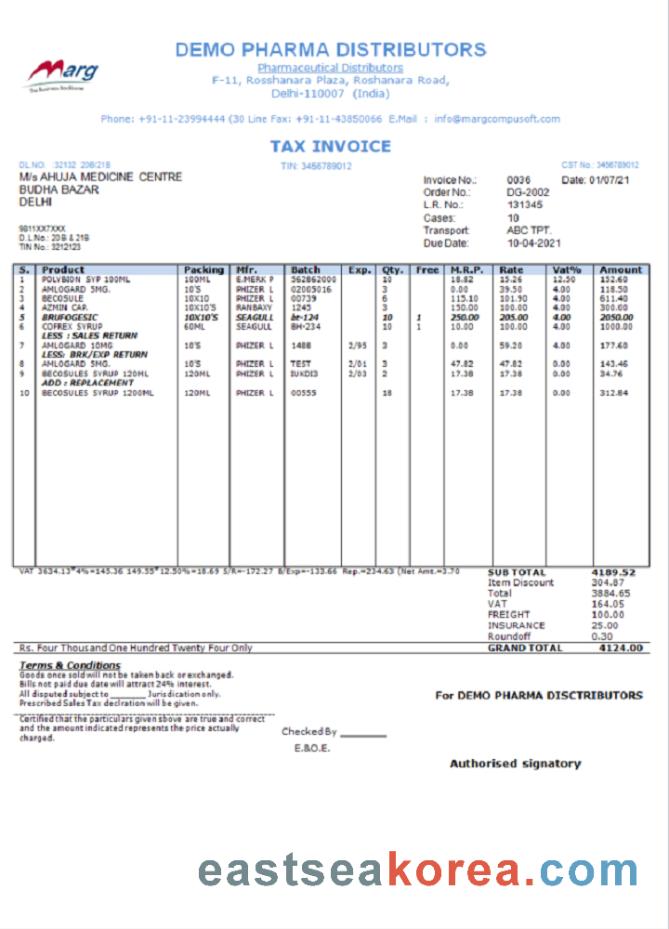 Marg
DEMO PHARMA DISTRIBUTORS
Pharmaceutical Distributors
F-11, Rosshanara Plaza, Roshanara Road,
Delhi-110007 (India)
Phone: +91-11-23994444 (30 Line Fax: +91-11-43850066 E.Mail : info@margcompusoft.com
TAX INVOICE
DL.NO. :32132 20B/21B TIN: 3456789012 CST No.: 3456789012
M/s AHUJA MEDICINE CENTRE
BUDHA BAZAR
DELHI
9811XX7XXX
D.L.No.: 20B & 21B
TIN No.: 3212123
Invoice No.: 0036 Date: 01/07/21
Order No.: DG-2002
L.R. No.: 131345
Cases: 10
Transport ABC TPT.
Due Date: 10-04-2021
S. Product Packing Mfr. Batch Exp. Qty. Free M.R.P. Rate Vat% Amount
1 POLYBION SYP 100ML 100ML E.MERK P 562862000 10 18.82 15.26 12.50 152.60
2 AMLOGARD 5MG. 10'S PHIZER L 02005016 3 0.00 39.50 4.00 118.50
3 BECOSULE 10X10 PHIZER L 00739 6 115.10 101.90 4.00 611.40
4 AZMIN CAP. 10X10'S RANBAXY 1245 3 150.00 100.00 4.00 300.00
5 BRUFOGESIC 10X10'S SEAGULL br-124 10 1 250.00 205.00 4.00 2050.00
6 COFREX SYRUP 60ML SEAGULL BH-234 10 1 10.00 100.00 4.00 1000.00
LESS : SALES RETURN
7 AMLOGARD 10MG 10'S PHIZER L 1488 2/95 3 0.00 59.20 4.00 177.60
LESS: BRK/EXP RETURN
8 AMLOGARD 5MG. 10'S PHIZER L TEST 2/01 3 47.82 47.82 0.00 143.46
9 BECOSULES SYRUP 120ML 120ML PHIZER L IUKDI3 2/03 2 17.38 17.38 0.00 34.76
ADD : REPLACEMENT
10 BECOSULES SYRUP 1200ML 120ML PHIZER L 00555 18 17.38 17.38 0.00 312.84
VAT 3634.13*4%=145.36 149.55*12.50%=18.69 S/R=-172.27 B/Exp=-133.66 Rep.=234.63 (Net Amt.=3.70
SUB TOTAL 4189.52
Item Discount 304.87
Total 3884.65
VAT 164.05
FREIGHT 100.00
INSURANCE 25.00
Roundoff 0.30
Rs. Four Thousand One Hundred Twenty Four Only GRAND TOTAL 4124.00
Terms & Conditions
Goods once sold will not be taken back or exchanged.
Bills not paid due date will attract 24% interest.
All disputed subject to _______ Jurisdication only.
Prescribed Sales Tax declration will be given.
For DEMO PHARMA DISCTRIBUTORS
Certified that the particulars given above are true and correct
and the amount indicated represents the price actually
charged.
Checked By ________
E.&O.E.
Authorised signatory
eastseakorea.com